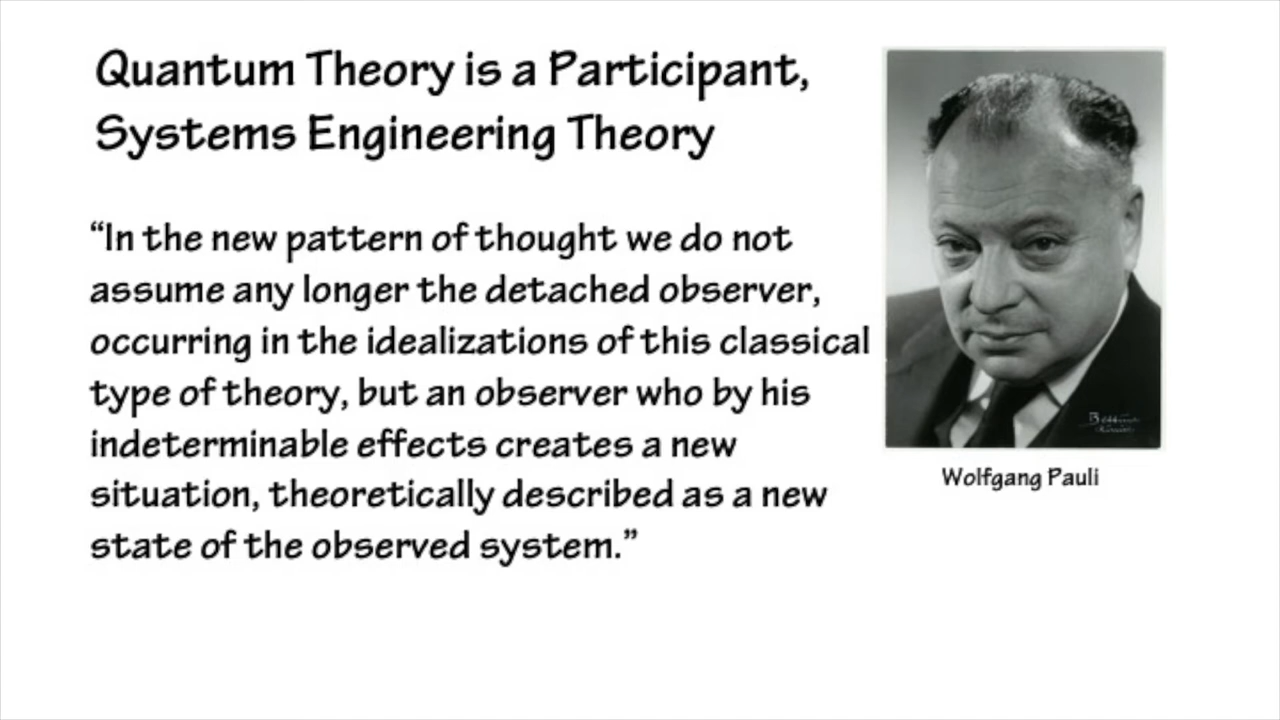 Quantum Theory is a Participant,
Systems Engineering Theory
“In the new pattern of thought we do not
assume any longer the detached observer,
occurring in the idealizations of this classical
type of theory, but an observer who by his
indeterminable effects creates a new
situation, theoretically described as a new
state of the observed system.”
Wolfgang Pauli